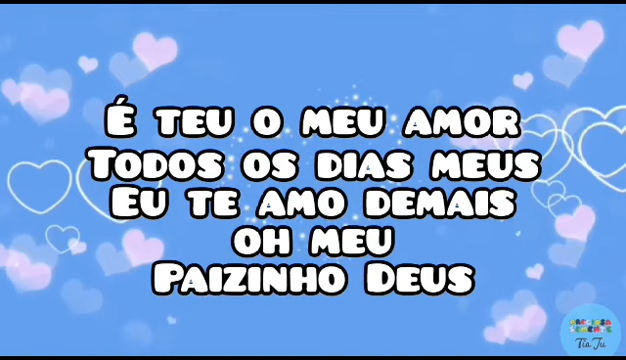 É TEU O MEU AMOR
TODOS OS DIAS MEUS
EU TE AMO DEMAIS
OH MEU
PAIZINHO DEUS
Tia Ju